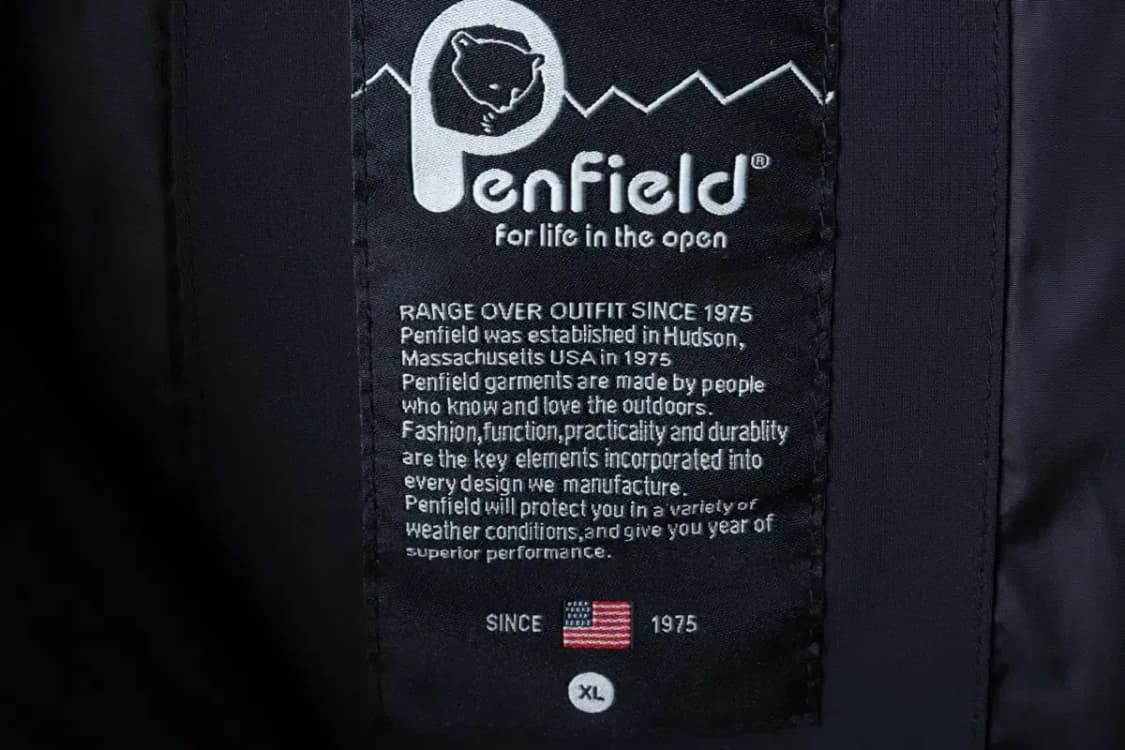 Penfield®
for life in the open
RANGE OVER OUTFIT SINCE 1975
Penfield was established in Hudson,
Massachusetts USA in 1975
Penfield garments are made by people
who know and love the outdoors.
Fashion,function,practicality and durablity
are the key elements incorporated into
every design we manufacture.
Penfield will protect you in a variety of
weather conditions,and give you year of
superior performance.
SINCE 1975
XL